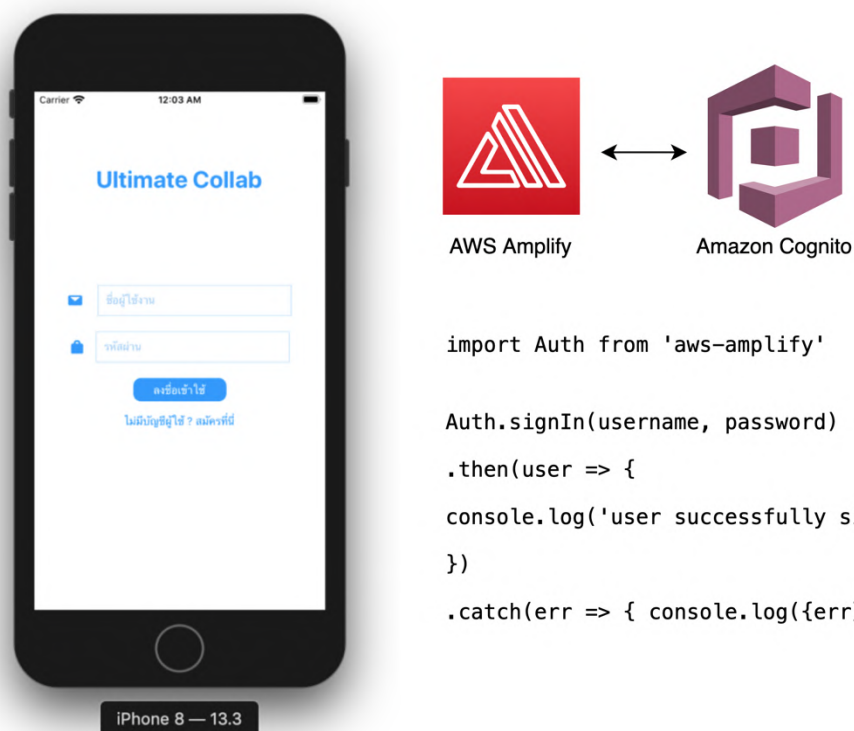 Carrier
12:03 AM
Ultimate Collab
ชื่อผู้ใช้งาน
รหัสผ่าน
ลงชื่อเข้าใช้
ไม่มีบัญชีผู้ใช้ ? สมัครที่นี่
iPhone 8 — 13.3
AWS Amplify
Amazon Cognito
import Auth from 'aws-amplify'
Auth.signIn(username, password)
.then(user => {
console.log('user successfully s
})
.catch(err => { console.log({err